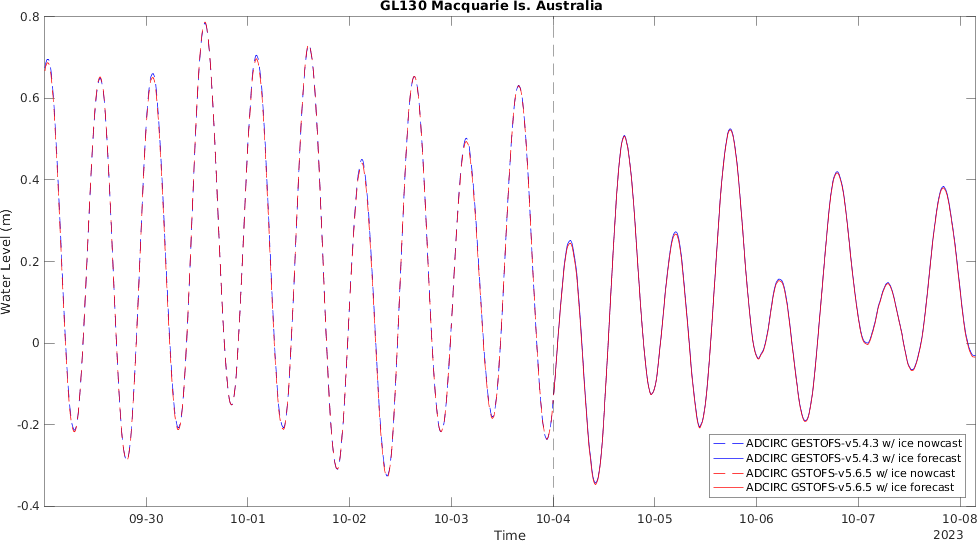 GL130 Macquarie Is. Australia
0.8
0.6
0.4
0.2
0
-0.2
-0.4
Water Level (m)
ADCIRC GESTOFS-v5.4.3 w/ ice nowcast
ADCIRC GSTOFS-v5.4.3 w/ ice forecast
ADCIRC GSTOFS-v5.6.5 w/ ice nowcast
ADCIRC GSTOFS-v5.6.5 w/ ice forecast
09-30 10-01 10-02 10-03 10-04 10-05 10-06 10-07 10-08
2023
Time